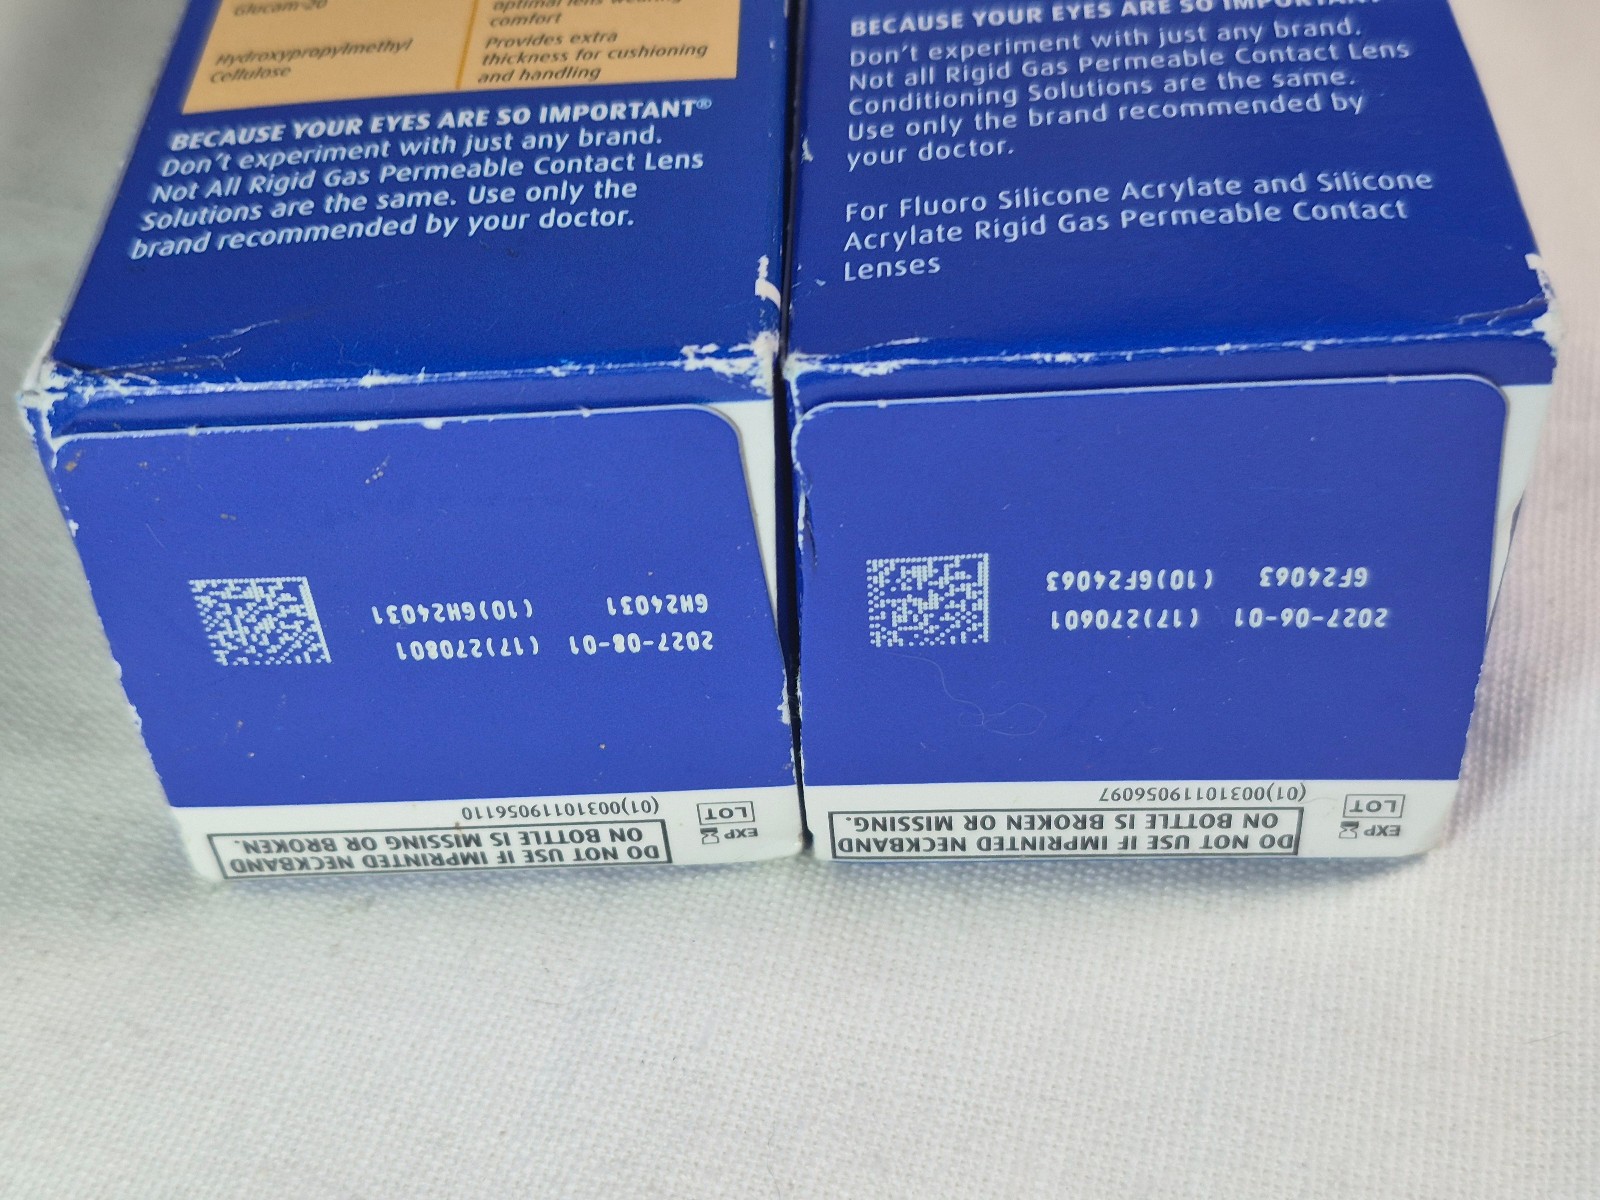 Glucam-20
optimal lens wearing
comfort
Hydroxypropylmethyl
Cellulose
Provides extra
thickness for cushioning
and handling
BECAUSE YOUR EYES ARE SO IMPORTANT®
Don't experiment with just any brand.
Not All Rigid Gas Permeable Contact Lens
Solutions are the same. Use only the
brand recommended by your doctor.
DO NOT USE IF IMPRINTED NECKBAND
ON BOTTLE IS MISSING OR BROKEN.
EXP
LOT
(01)00310119056110
2027-08-01 (17)270801
6H24031 (10)6H24031
BECAUSE YOUR EYES ARE SO IMPORTANT
Don't experiment with just any brand.
Not all Rigid Gas Permeable Contact Lens
Conditioning Solutions are the same.
Use only the brand recommended by
your doctor.
For Fluoro Silicone Acrylate and Silicone
Acrylate Rigid Gas Permeable Contact
Lenses
DO NOT USE IF IMPRINTED NECKBAND
ON BOTTLE IS BROKEN OR MISSING.
EXP
LOT
(01)00310119056097
2027-06-01 (17)270601
6F24063 (10)6F24063